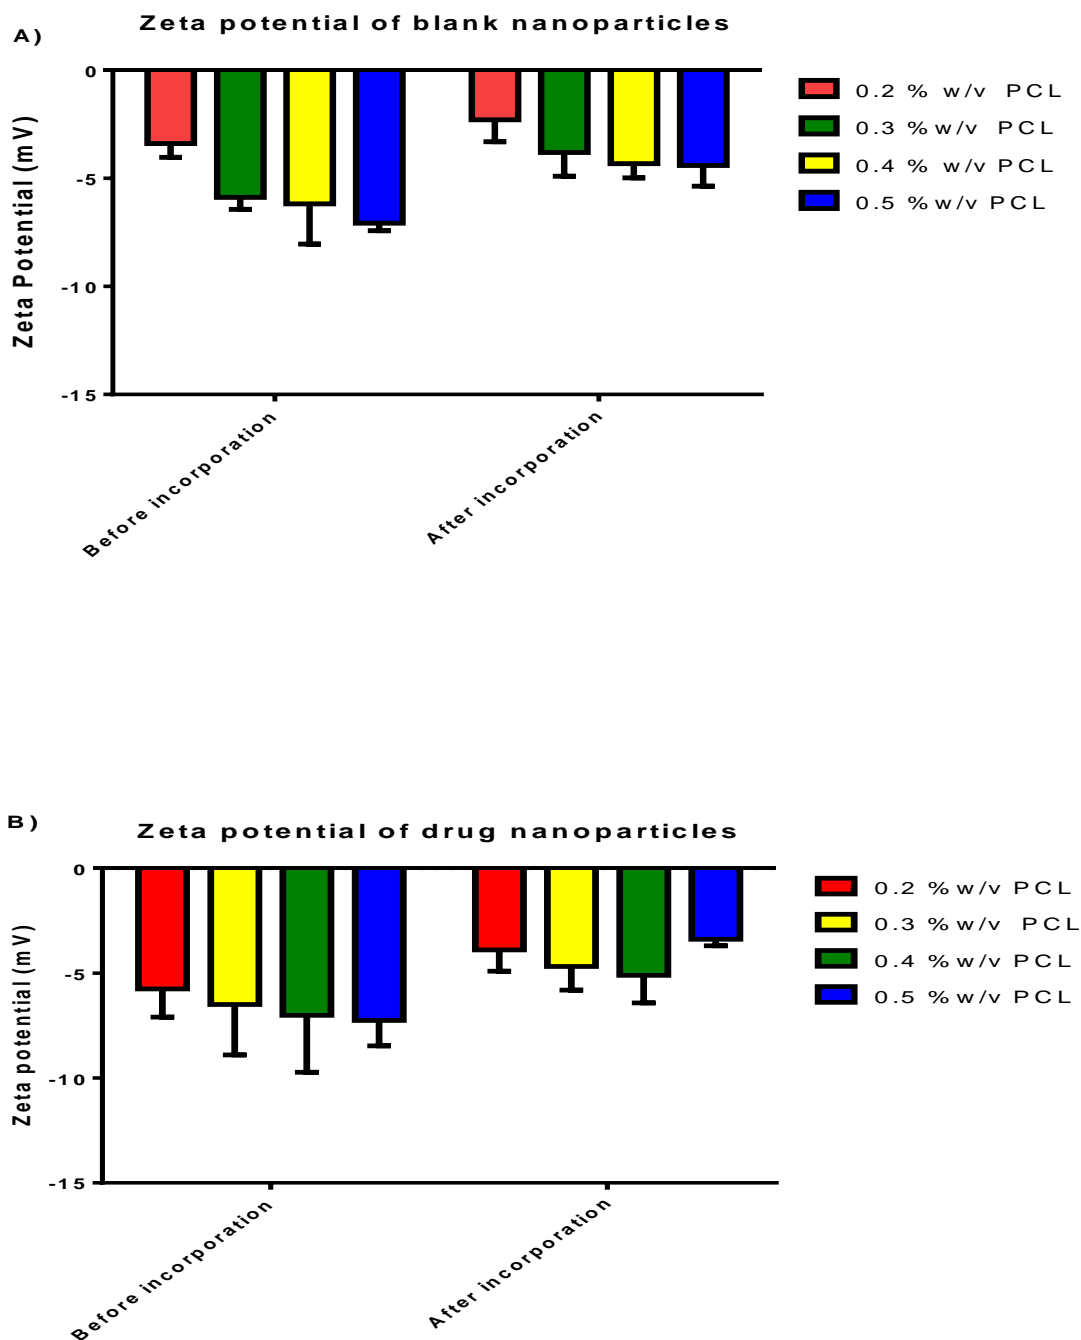 A)
Zeta potential of blank nanoparticles
Zeta Potential (mV)
0
-5
-10
-15
Before incorporation
After incorporation
0.2 % w/v PCL
0.3 % w/v PCL
0.4 % w/v PCL
0.5 % w/v PCL
B)
Zeta potential of drug nanoparticles
Zeta potential (mV)
0
-5
-10
-15
Before incorporation
After incorporation
0.2 % w/v PCL
0.3 % w/v PCL
0.4 % w/v PCL
0.5 % w/v PCL